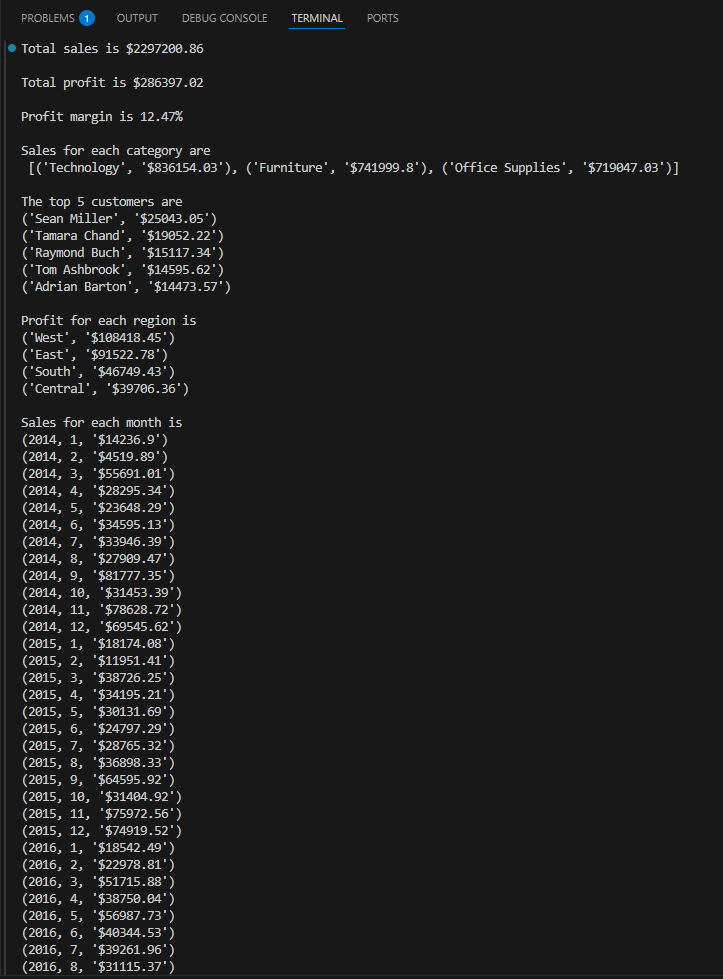 PROBLEMS 1 OUTPUT DEBUG CONSOLE TERMINAL PORTS
Total sales is $2297200.86
Total profit is $286397.02
Profit margin is 12.47%
Sales for each category are
[('Technology', '$836154.03'), ('Furniture', '$741999.8'), ('Office Supplies', '$719047.03')]
The top 5 customers are
('Sean Miller', '$25043.05')
('Tamara Chand', '$19052.22')
('Raymond Buch', '$15117.34')
('Tom Ashbrook', '$14595.62')
('Adrian Barton', '$14473.57')
Profit for each region is
('West', '$108418.45')
('East', '$91522.78')
('South', '$46749.43')
('Central', '$39706.36')
Sales for each month is
(2014, 1, '$14236.9')
(2014, 2, '$4519.89')
(2014, 3, '$55691.01')
(2014, 4, '$28295.34')
(2014, 5, '$23648.29')
(2014, 6, '$34595.13')
(2014, 7, '$33946.39')
(2014, 8, '$27909.47')
(2014, 9, '$81777.35')
(2014, 10, '$31453.39')
(2014, 11, '$78628.72')
(2014, 12, '$69545.62')
(2015, 1, '$18174.08')
(2015, 2, '$11951.41')
(2015, 3, '$38726.25')
(2015, 4, '$34195.21')
(2015, 5, '$30131.69')
(2015, 6, '$24797.29')
(2015, 7, '$28765.32')
(2015, 8, '$36898.33')
(2015, 9, '$64595.92')
(2015, 10, '$31404.92')
(2015, 11, '$75972.56')
(2015, 12, '$74919.52')
(2016, 1, '$18542.49')
(2016, 2, '$22978.81')
(2016, 3, '$51715.88')
(2016, 4, '$38750.04')
(2016, 5, '$56987.73')
(2016, 6, '$40344.53')
(2016, 7, '$39261.96')
(2016, 8, '$31115.37')